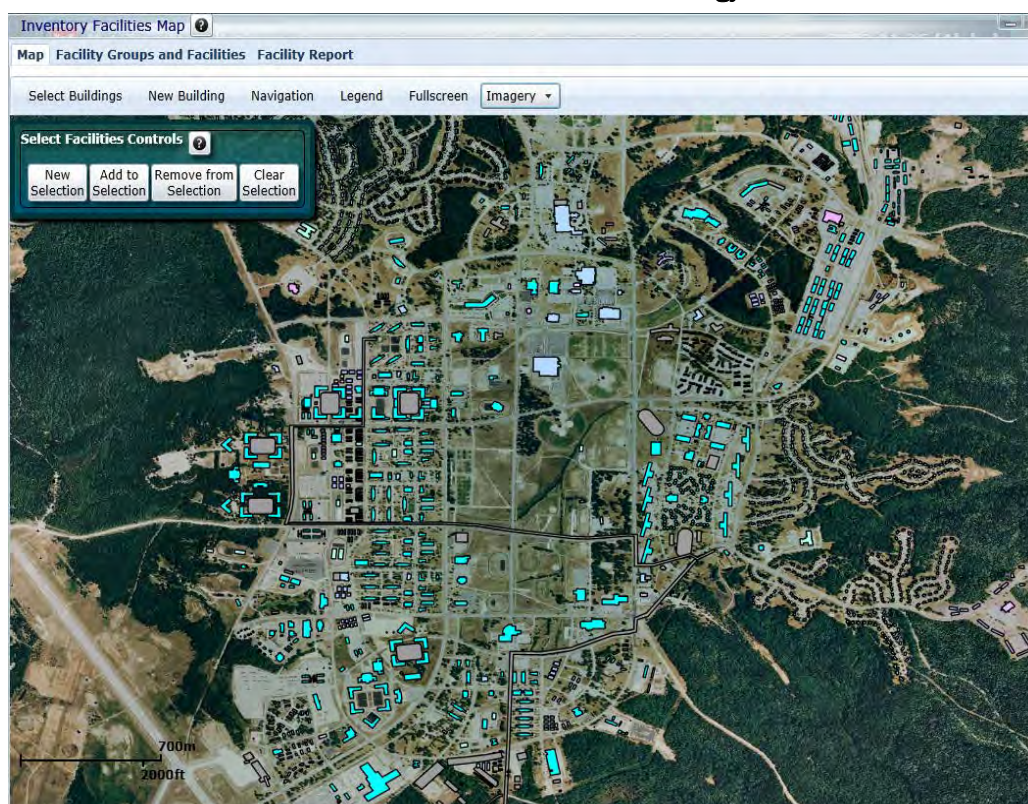 Inventory Facilities Map ?
Map Facility Groups and Facilities Facility Report
Select Buildings New Building Navigation Legend Fullscreen Imagery
Select Facilities Controls ?
New Selection
Add to Selection
Remove from Selection
Clear Selection
700m
2000ft